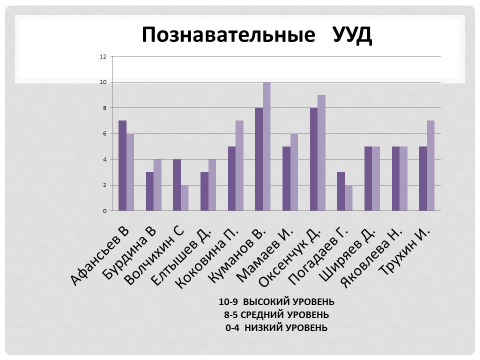 Познавательные УУД
12
10
8
6
4
2
0
Афансьев В
Бурдина В
Волчихин С
Елтышев Д.
Коковина П.
Куманов В.
Мамаев И.
Оксенчук Д.
Погадаев Г.
Ширяев Д.
Яковлева Н.
Трухин И.
10-9 ВЫСОКИЙ УРОВЕНЬ
8-5 СРЕДНИЙ УРОВЕНЬ
0-4 НИЗКИЙ УРОВЕНЬ